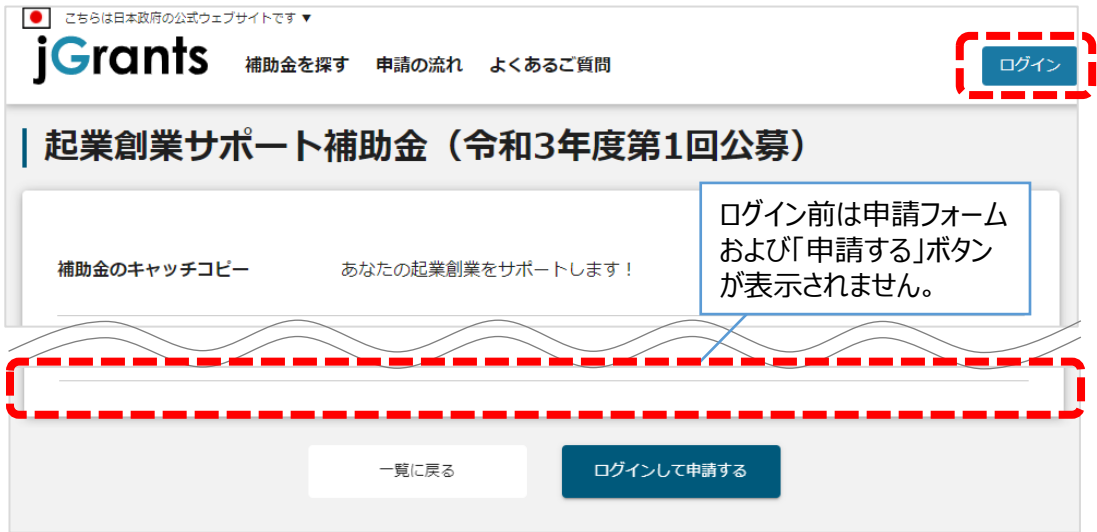 こちらは日本政府の公式ウェブサイトです ▼
jGrants 補助金を探す 申請の流れ よくあるご質問 ログイン
起業創業サポート補助金（令和3年度第1回公募）
ログイン前は申請フォーム
および「申請する」ボタン
が表示されません。
補助金のキャッチコピー あなたの起業創業をサポートします！
一覧に戻る ログインして申請する